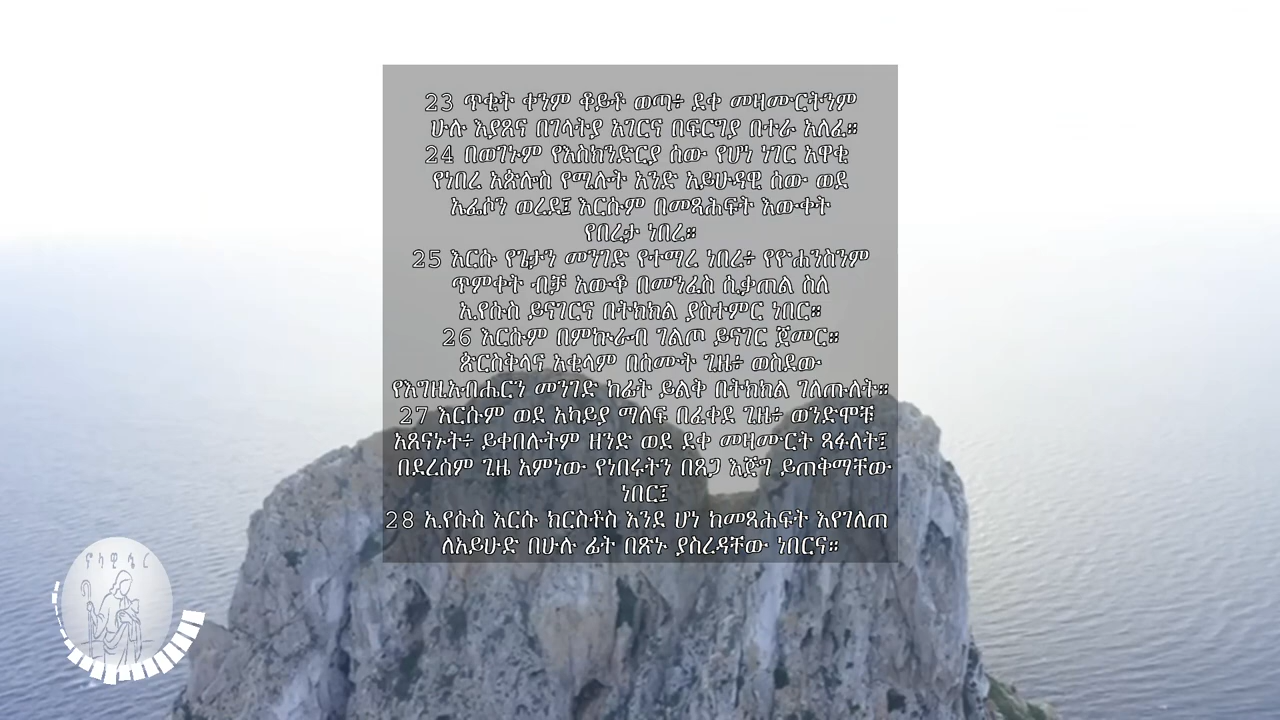 23 ጥቂት ቀንም ቆይቶ ወጣ፥ ደቀ መዛሙርትንም
ሁሉ እያጸና በገላትያ አገርና በፍርግያ በተራ አለፈ።
24 በወገኑም የእስክንድርያ ሰው የሆነ ነገር አዋቂ
የነበረ አጵሎስ የሚሉት አንድ አይሁዳዊ ሰው ወደ
ኤፌሶን ወረደ፤ እርሱም በመጻሕፍት እውቀት
የበረታ ነበረ።
25 እርሱ የጌታን መንገድ የተማረ ነበረ፥ የዮሐንስንም
ጥምቀት ብቻ አውቆ በመንፈስ ሲቃጠል ስለ
ኢየሱስ ይናገርና በትክክል ያስተምር ነበር።
26 እርሱም በምኩራብ ገልጦ ይናገር ጀመር።
ጵርስቅላና አቂላም በሰሙት ጊዜ፥ ወስደው
የእግዚአብሔርን መንገድ ከፊት ይልቅ በትክክል ገለጡለት።
27 እርሱም ወደ አካይያ ማለፍ በፈቀደ ጊዜ፥ ወንድሞቹ
አጸናኑት፥ ይቀበሉትም ዘንድ ወደ ደቀ መዛሙርት ጻፉለት፤
በደረሰም ጊዜ አምነው የነበሩትን በጸጋ እጅግ ይጠቅማቸው
ነበር፤
28 ኢየሱስ እርሱ ክርስቶስ እንደ ሆነ ከመጻሕፍት እየገለጠ
ለአይሁድ በሁሉ ፊት በጽኑ ያስረዳቸው ነበርና።